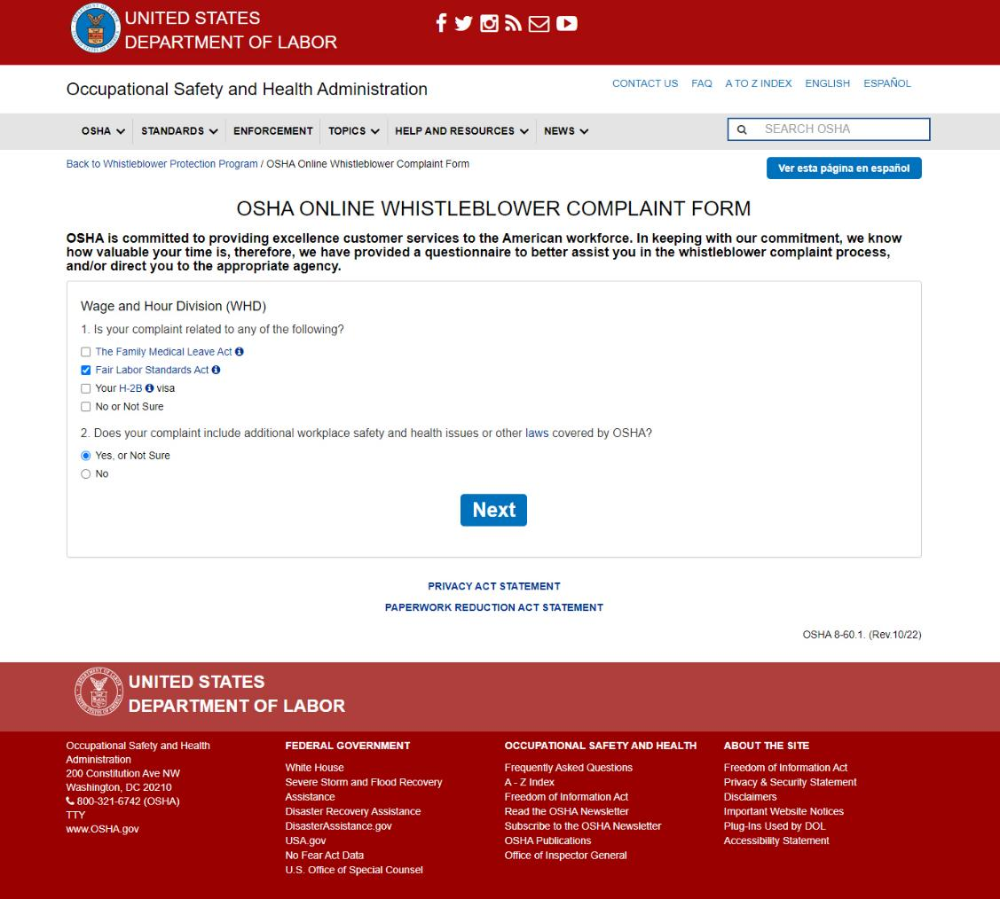 UNITED STATES
DEPARTMENT OF LABOR
Occupational Safety and Health Administration
CONTACT US FAQ A TO Z INDEX ENGLISH ESPAÑOL
OSHA STANDARDS ENFORCEMENT TOPICS HELP AND RESOURCES NEWS SEARCH OSHA
Back to Whistleblower Protection Program / OSHA Online Whistleblower Complaint Form
Ver esta página en español
OSHA ONLINE WHISTLEBLOWER COMPLAINT FORM
OSHA is committed to providing excellence customer services to the American workforce. In keeping with our commitment, we know
how valuable your time is, therefore, we have provided a questionnaire to better assist you in the whistleblower complaint process,
and/or direct you to the appropriate agency.
Wage and Hour Division (WHD)
1. Is your complaint related to any of the following?
The Family Medical Leave Act
Fair Labor Standards Act
Your H-2B visa
No or Not Sure
2. Does your complaint include additional workplace safety and health issues or other laws covered by OSHA?
Yes, or Not Sure
No
Next
PRIVACY ACT STATEMENT
PAPERWORK REDUCTION ACT STATEMENT
OSHA 8-60.1. (Rev.10/22)
UNITED STATES
DEPARTMENT OF LABOR
Occupational Safety and Health
Administration
200 Constitution Ave NW
Washington, DC 20210
800-321-6742 (OSHA)
TTY
www.OSHA.gov
FEDERAL GOVERNMENT
White House
Severe Storm and Flood Recovery
Assistance
Disaster Recovery Assistance
DisasterAssistance.gov
USA.gov
No Fear Act Data
U.S. Office of Special Counsel
OCCUPATIONAL SAFETY AND HEALTH
Frequently Asked Questions
A - Z Index
Freedom of Information Act
Read the OSHA Newsletter
Subscribe to the OSHA Newsletter
OSHA Publications
Office of Inspector General
ABOUT THE SITE
Freedom of Information Act
Privacy & Security Statement
Disclaimers
Important Website Notices
Plug-Ins Used by DOL
Accessibility Statement